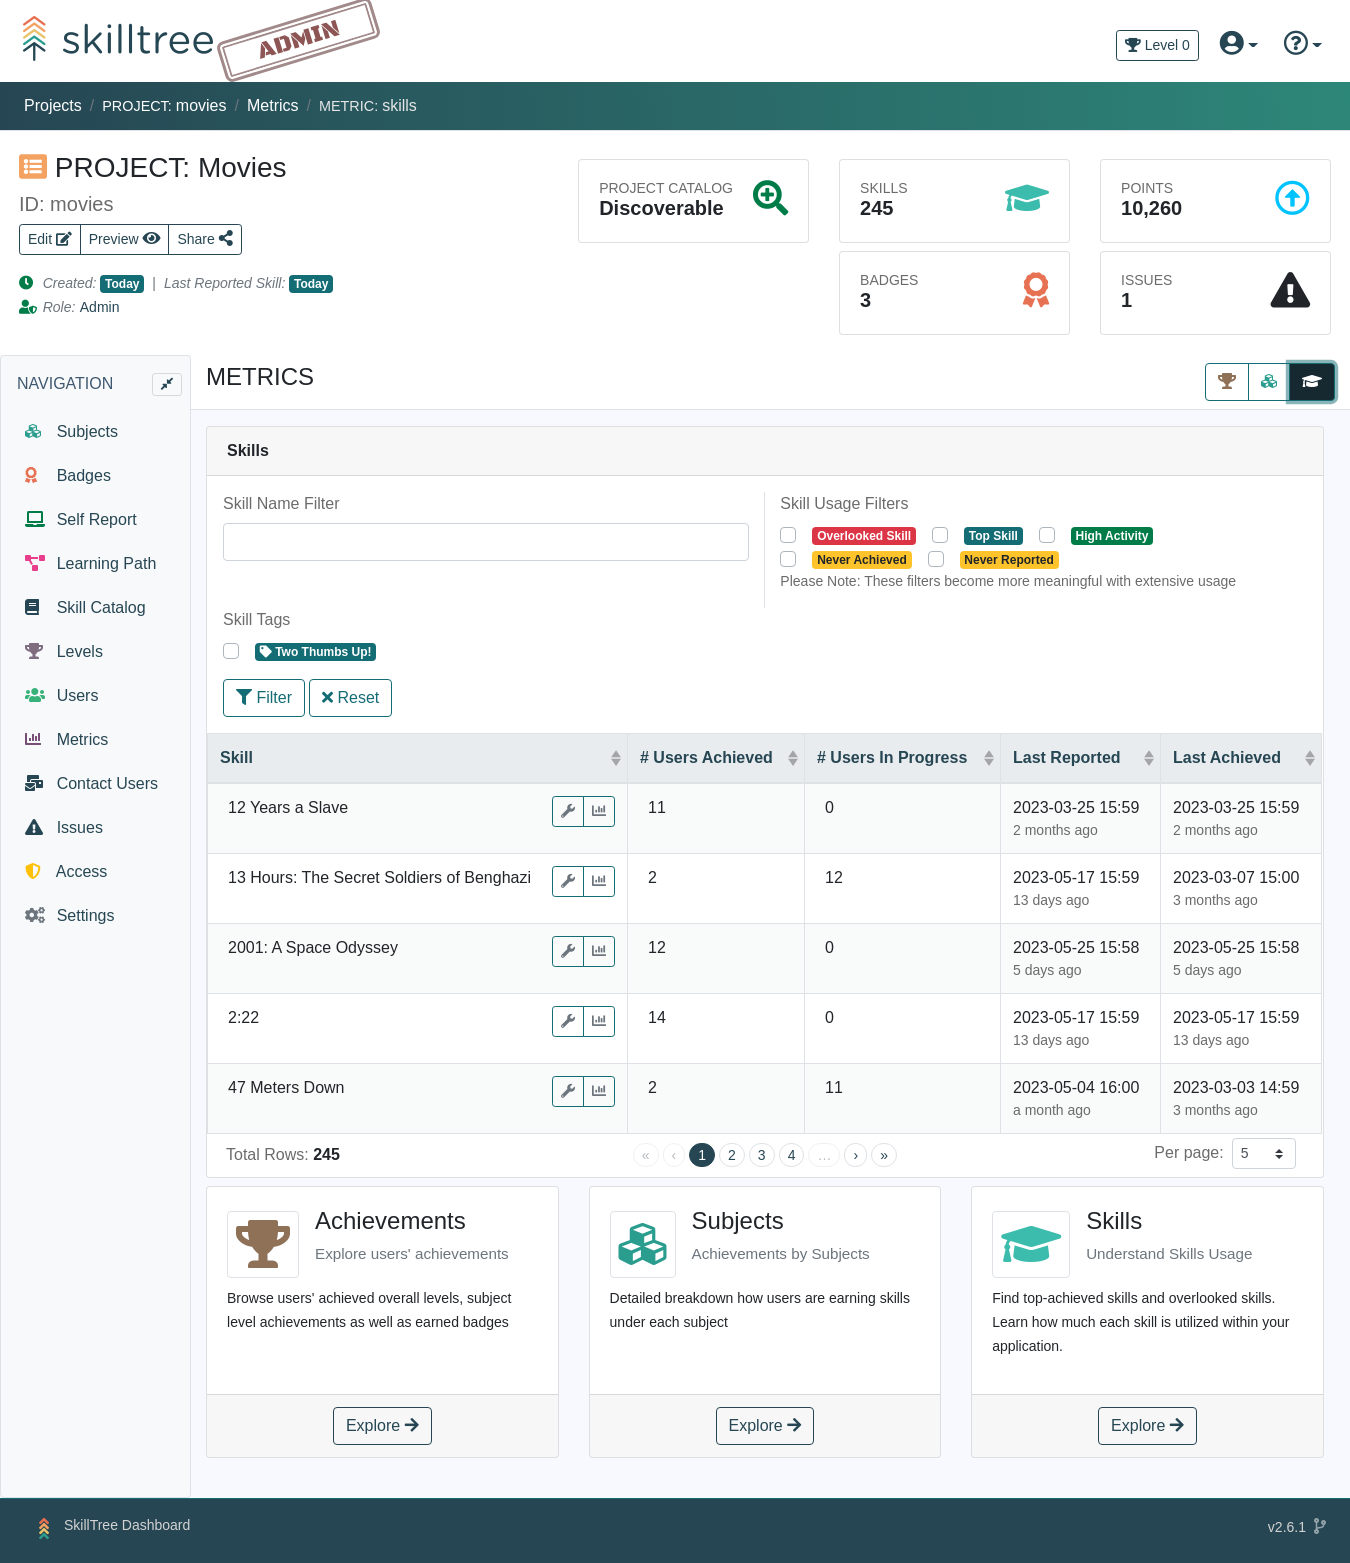 skilltree ADMIN
Level 0
Projects / PROJECT: movies / Metrics / METRIC: skills
PROJECT: Movies
ID: movies
Edit Preview Share
Created: Today | Last Reported Skill: Today
Role: Admin
PROJECT CATALOG
Discoverable
SKILLS
245
POINTS
10,260
BADGES
3
ISSUES
1
NAVIGATION
Subjects
Badges
Self Report
Learning Path
Skill Catalog
Levels
Users
Metrics
Contact Users
Issues
Access
Settings
METRICS
Skills
Skill Name Filter
Skill Usage Filters
Overlooked Skill Top Skill High Activity
Never Achieved Never Reported
Please Note: These filters become more meaningful with extensive usage
Skill Tags
Two Thumbs Up!
Filter Reset
Skill # Users Achieved # Users In Progress Last Reported Last Achieved
12 Years a Slave 11 0 2023-03-25 15:59 2023-03-25 15:59
2 months ago 2 months ago
13 Hours: The Secret Soldiers of Benghazi 2 12 2023-05-17 15:59 2023-03-07 15:00
13 days ago 3 months ago
2001: A Space Odyssey 12 0 2023-05-25 15:58 2023-05-25 15:58
5 days ago 5 days ago
2:22 14 0 2023-05-17 15:59 2023-05-17 15:59
13 days ago 13 days ago
47 Meters Down 2 11 2023-05-04 16:00 2023-03-03 14:59
a month ago 3 months ago
Total Rows: 245 « ‹ 1 2 3 4 … › » Per page: 5
Achievements
Explore users' achievements
Browse users' achieved overall levels, subject
level achievements as well as earned badges
Explore
Subjects
Achievements by Subjects
Detailed breakdown how users are earning skills
under each subject
Explore
Skills
Understand Skills Usage
Find top-achieved skills and overlooked skills.
Learn how much each skill is utilized within your
application.
Explore
SkillTree Dashboard
v2.6.1